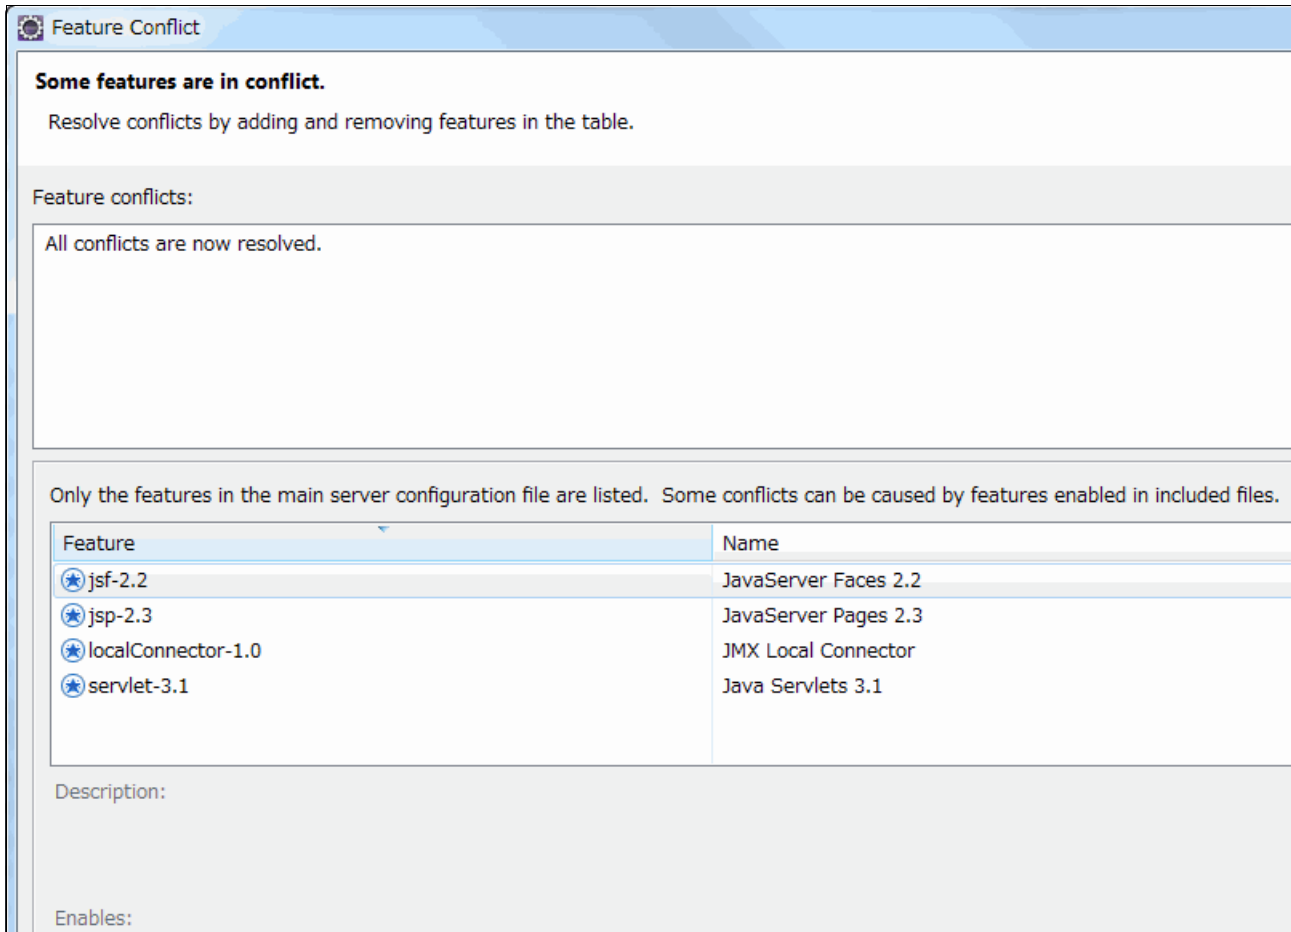 Feature Conflict
Some features are in conflict.
Resolve conflicts by adding and removing features in the table.
Feature conflicts:
All conflicts are now resolved.
Only the features in the main server configuration file are listed.  Some conflicts can be caused by features enabled in included files.
Feature Name
jsf-2.2 JavaServer Faces 2.2
jsp-2.3 JavaServer Pages 2.3
localConnector-1.0 JMX Local Connector
servlet-3.1 Java Servlets 3.1
Description:
Enables: